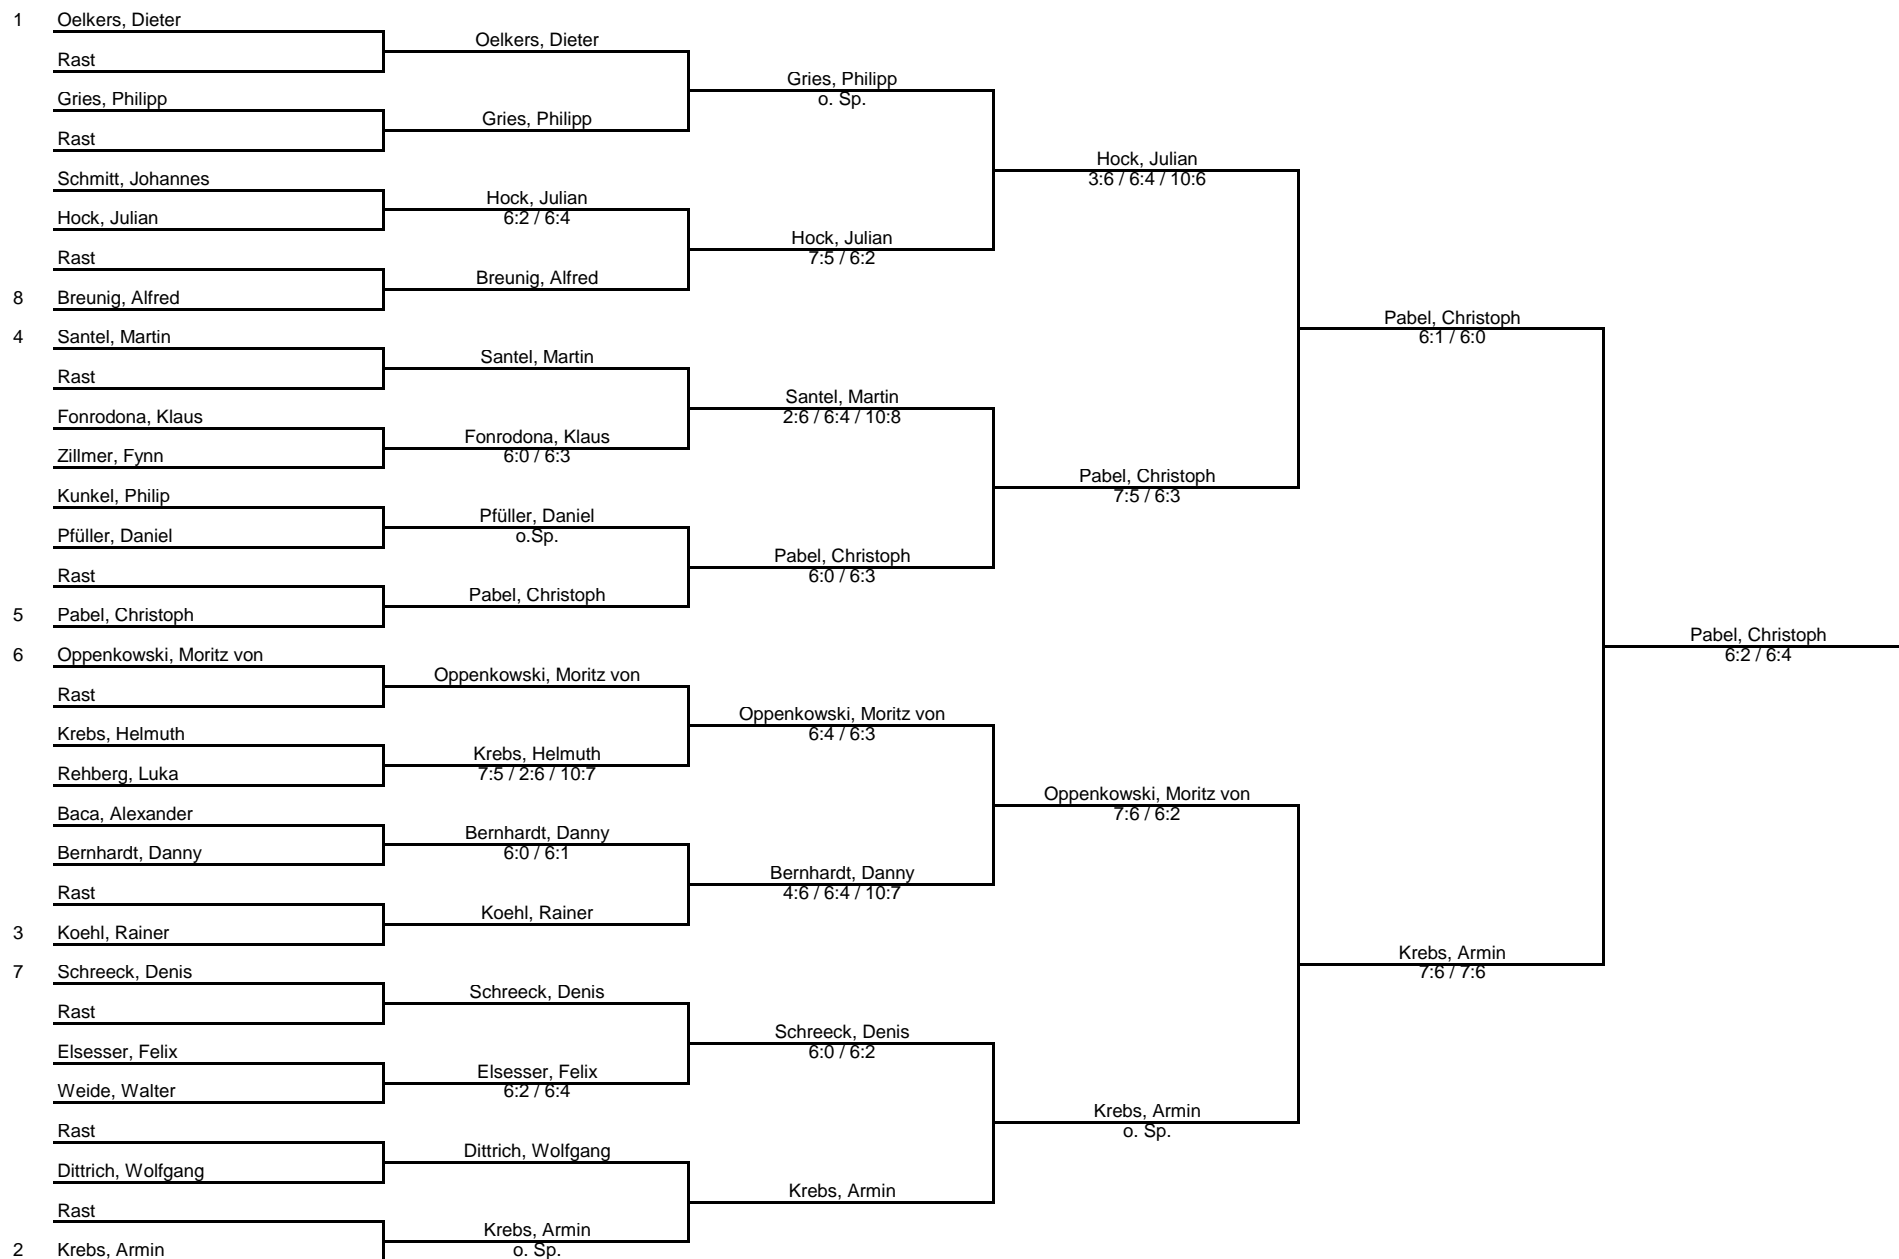 1 Oelkers, Dieter
Rast
Gries, Philipp
Rast
Schmitt, Johannes
Hock, Julian
Rast
8 Breunig, Alfred
4 Santel, Martin
Rast
Fonrodona, Klaus
Zillmer, Fynn
Kunkel, Philip
Pfüller, Daniel
Rast
5 Pabel, Christoph
6 Oppenkowski, Moritz von
Rast
Krebs, Helmuth
Rehberg, Luka
Baca, Alexander
Bernhardt, Danny
Rast
3 Koehl, Rainer
7 Schreeck, Denis
Rast
Elsesser, Felix
Weide, Walter
Rast
Dittrich, Wolfgang
Rast
2 Krebs, Armin
Oelkers, Dieter
Gries, Philipp
Hock, Julian
6:2 / 6:4
Breunig, Alfred
Santel, Martin
Fonrodona, Klaus
6:0 / 6:3
Pfüller, Daniel
o.Sp.
Pabel, Christoph
Oppenkowski, Moritz von
Krebs, Helmuth
7:5 / 2:6 / 10:7
Bernhardt, Danny
6:0 / 6:1
Koehl, Rainer
Schreeck, Denis
Elsesser, Felix
6:2 / 6:4
Dittrich, Wolfgang
Krebs, Armin
o. Sp.
Gries, Philipp
o. Sp.
Hock, Julian
7:5 / 6:2
Santel, Martin
2:6 / 6:4 / 10:8
Pabel, Christoph
6:0 / 6:3
Oppenkowski, Moritz von
6:4 / 6:3
Bernhardt, Danny
4:6 / 6:4 / 10:7
Schreeck, Denis
6:0 / 6:2
Krebs, Armin
Hock, Julian
3:6 / 6:4 / 10:6
Pabel, Christoph
7:5 / 6:3
Oppenkowski, Moritz von
7:6 / 6:2
Krebs, Armin
o. Sp.
Pabel, Christoph
6:1 / 6:0
Krebs, Armin
7:6 / 7:6
Pabel, Christoph
6:2 / 6:4